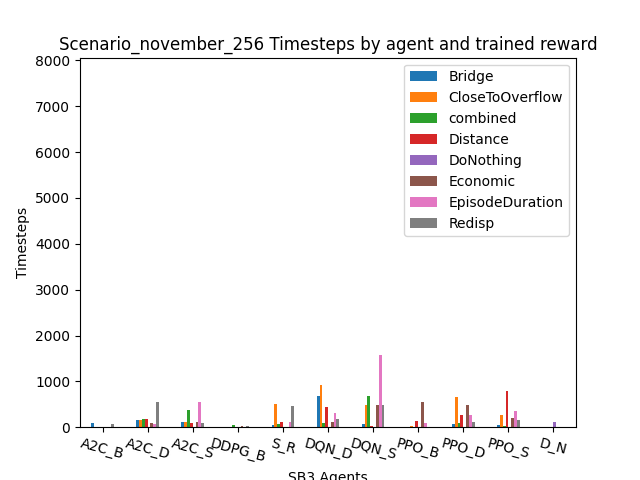 Scenario_november_256 Timesteps by agent and trained reward
8000
7000
6000
5000
4000
3000
2000
1000
0
Timesteps
Bridge
CloseToOverflow
combined
Distance
DoNothing
Economic
EpisodeDuration
Redisp
A2C_B A2C_D A2C_S DDPG_B S_R DQN_D DQN_S PPO_B PPO_D PPO_S D_N
SB3 Agents